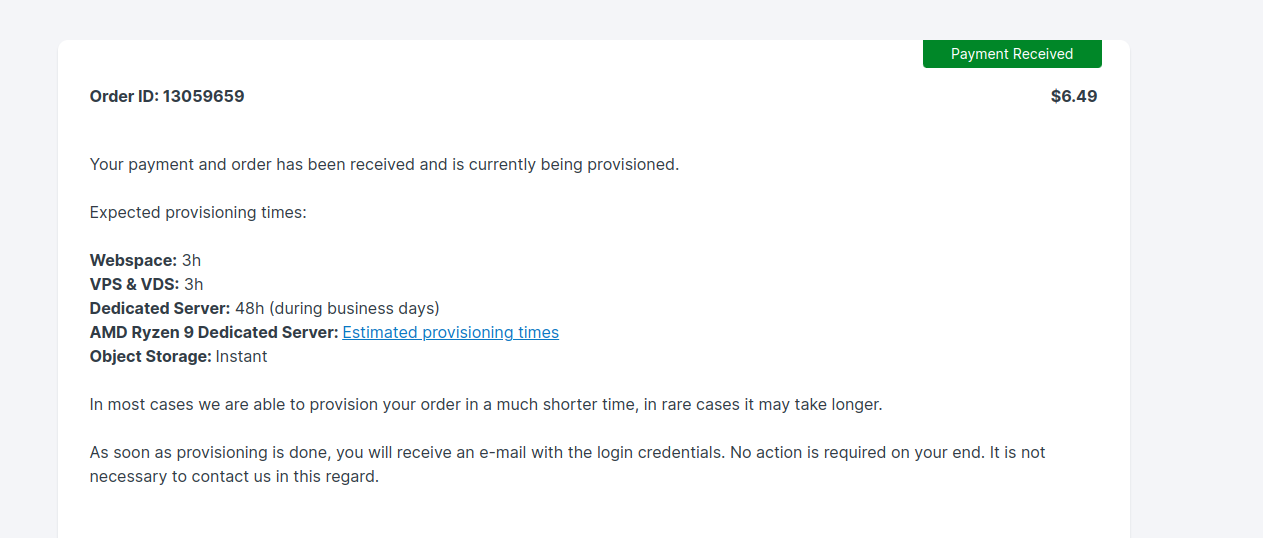 Payment Received
Order ID: 13059659
$6.49
Your payment and order has been received and is currently being provisioned.
Expected provisioning times:
Webspace: 3h
VPS & VDS: 3h
Dedicated Server: 48h (during business days)
AMD Ryzen 9 Dedicated Server: Estimated provisioning times
Object Storage: Instant
In most cases we are able to provision your order in a much shorter time, in rare cases it may take longer.
As soon as provisioning is done, you will receive an e-mail with the login credentials. No action is required on your end. It is not
necessary to contact us in this regard.